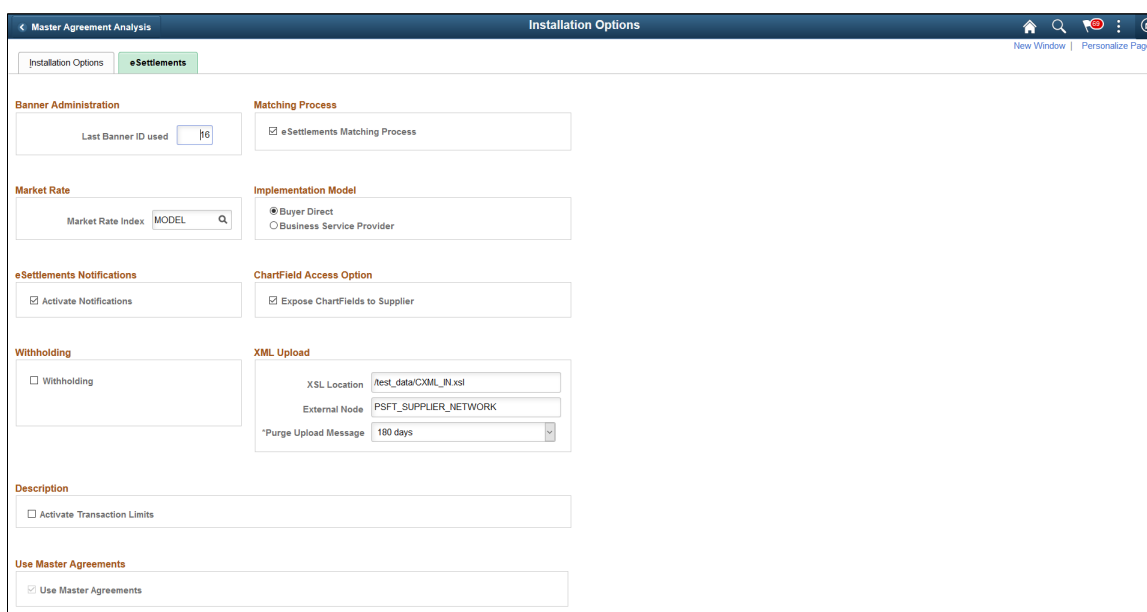 Master Agreement Analysis
Installation Options
69
New Window | Personalize Pag
Installation Options
eSettlements
Banner Administration
Matching Process
Last Banner ID used 16
eSettlements Matching Process
Market Rate
Implementation Model
Market Rate Index MODEL
Buyer Direct
Business Service Provider
eSettlements Notifications
ChartField Access Option
Activate Notifications
Expose ChartFields to Supplier
Withholding
XML Upload
Withholding
XSL Location /test_data/CXML_IN.xsl
External Node PSFT_SUPPLIER_NETWORK
*Purge Upload Message 180 days
Description
Activate Transaction Limits
Use Master Agreements
Use Master Agreements